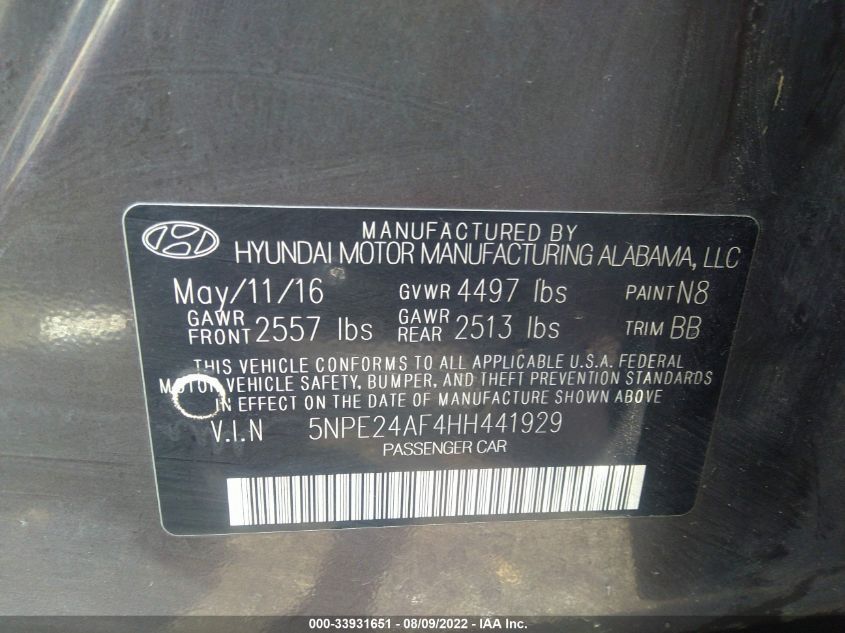 MANUFACTURED BY
HYUNDAI MOTOR MANUFACTURING ALABAMA, LLC
May/11/16 GVWR 4497 lbs PAINT N8
GAWR FRONT 2557 lbs GAWR REAR 2513 lbs TRIM BB
THIS VEHICLE CONFORMS TO ALL APPLICABLE U.S.A. FEDERAL
MOTOR VEHICLE SAFETY, BUMPER, AND THEFT PREVENTION STANDARDS
IN EFFECT ON THE DATE OF MANUFACTURE SHOWN ABOVE
V.I.N 5NPE24AF4HH441929
PASSENGER CAR
000-33931651 - 08/09/2022 - IAA Inc.